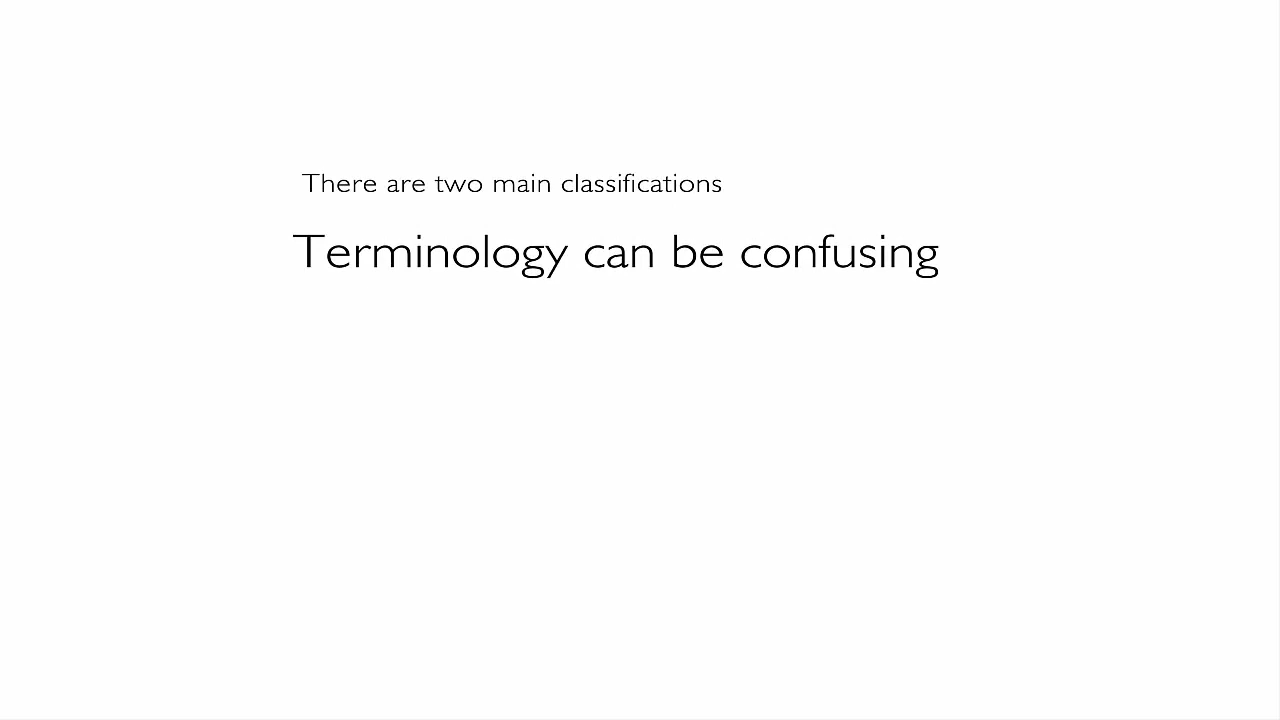 There are two main classifications
Terminology can be confusing